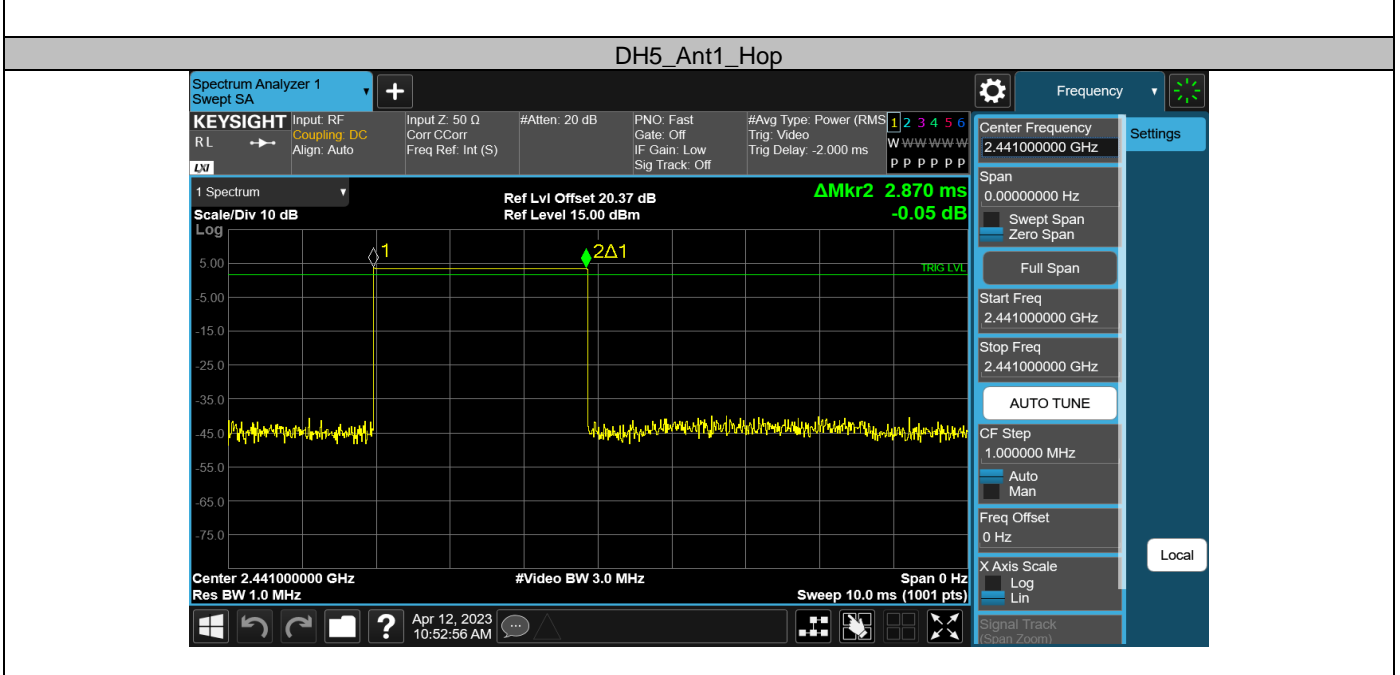 DH5_Ant1_Hop
Spectrum Analyzer 1
Swept SA
+
Frequency
KEYSIGHT
R L
LXI
Input: RF
Coupling: DC
Align: Auto
Input Z: 50 Ω
Corr CCorr
Freq Ref: Int (S)
#Atten: 20 dB
PNO: Fast
Gate: Off
IF Gain: Low
Sig Track: Off
#Avg Type: Power (RMS
Trig: Video
Trig Delay: -2.000 ms
1 2 3 4 5 6
W W W W W W
P P P P P P
1 Spectrum
Scale/Div 10 dB
Log
Ref Lvl Offset 20.37 dB
Ref Level 15.00 dBm
ΔMkr2 2.870 ms
-0.05 dB
1
2Δ1
TRIG LVL
5.00
-5.00
-15.0
-25.0
-35.0
-45.0
-55.0
-65.0
-75.0
Center 2.441000000 GHz
Res BW 1.0 MHz
#Video BW 3.0 MHz
Span 0 Hz
Sweep 10.0 ms (1001 pts)
?
Apr 12, 2023
10:52:56 AM
Center Frequency
2.441000000 GHz
Span
0.00000000 Hz
Swept Span
Zero Span
Full Span
Start Freq
2.441000000 GHz
Stop Freq
2.441000000 GHz
AUTO TUNE
CF Step
1.000000 MHz
Auto
Man
Freq Offset
0 Hz
X Axis Scale
Log
Lin
Signal Track
(Span Zoom)
Settings
Local